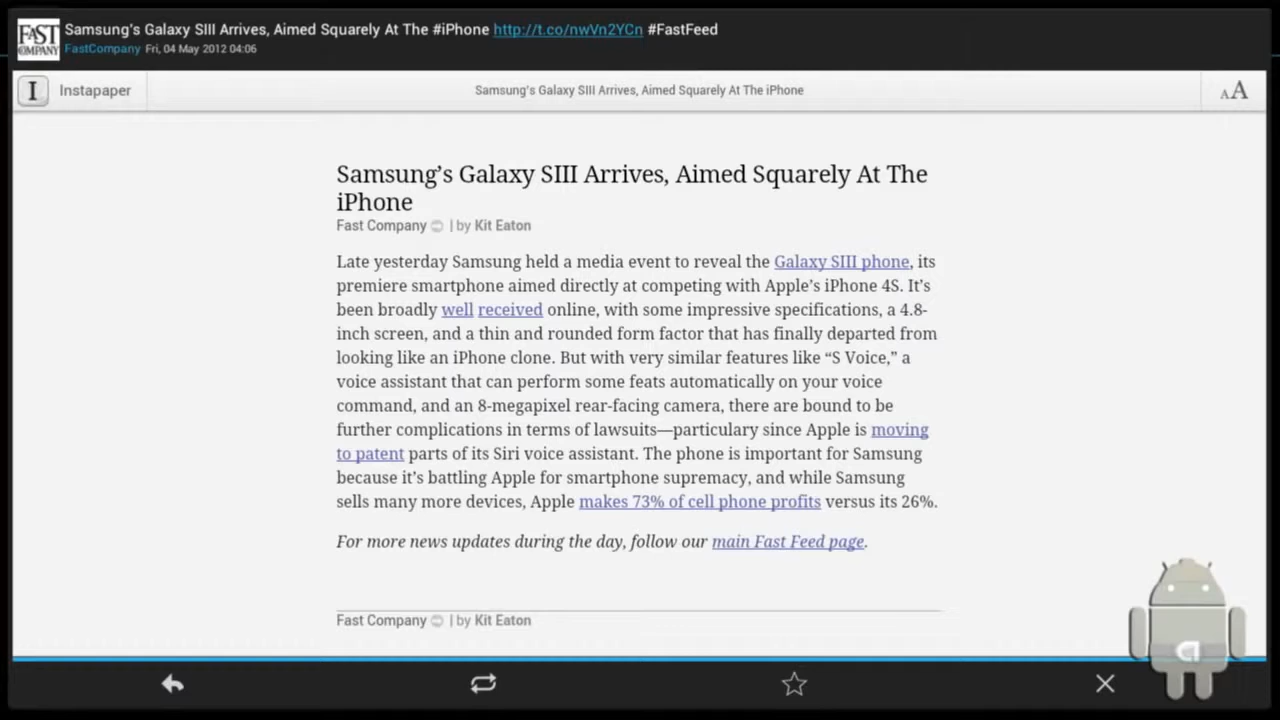 FAST COMPANY
Samsung's Galaxy SIII Arrives, Aimed Squarely At The #iPhone http://t.co/nwVn2YCn #FastFeed
FastCompany Fri, 04 May 2012 04:06
I Instapaper
Samsung's Galaxy SIII Arrives, Aimed Squarely At The iPhone
AA
Samsung's Galaxy SIII Arrives, Aimed Squarely At The
iPhone
Fast Company | by Kit Eaton
Late yesterday Samsung held a media event to reveal the Galaxy SIII phone, its
premiere smartphone aimed directly at competing with Apple's iPhone 4S. It's
been broadly well received online, with some impressive specifications, a 4.8-
inch screen, and a thin and rounded form factor that has finally departed from
looking like an iPhone clone. But with very similar features like “S Voice,” a
voice assistant that can perform some feats automatically on your voice
command, and an 8-megapixel rear-facing camera, there are bound to be
further complications in terms of lawsuits—particulary since Apple is moving
to patent parts of its Siri voice assistant. The phone is important for Samsung
because it's battling Apple for smartphone supremacy, and while Samsung
sells many more devices, Apple makes 73% of cell phone profits versus its 26%.
For more news updates during the day, follow our main Fast Feed page.
Fast Company | by Kit Eaton